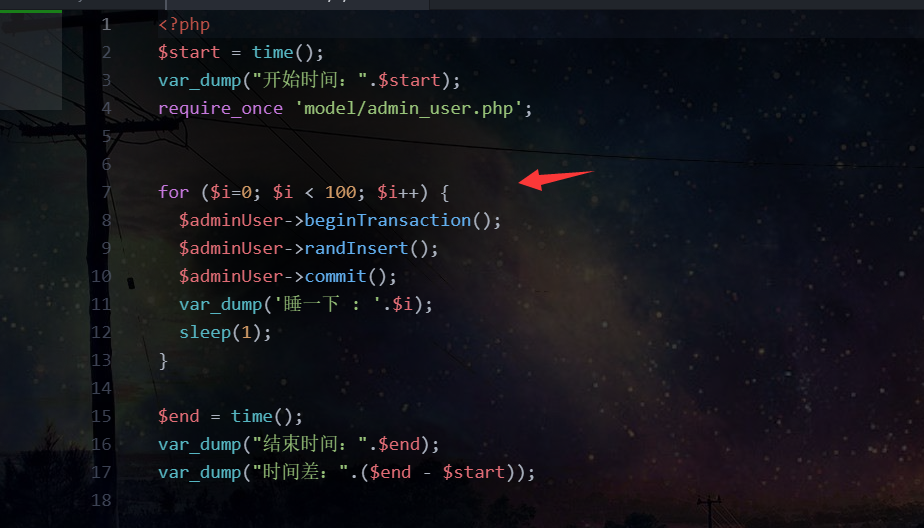 1 <?php
2 $start = time();
3 var_dump("开始时间：".$start);
4 require_once 'model/admin_user.php';
5
6
7 for ($i=0; $i < 100; $i++) {
8 $adminUser->beginTransaction();
9 $adminUser->randInsert();
10 $adminUser->commit();
11 var_dump('睡一下 : '.$i);
12 sleep(1);
13 }
14
15 $end = time();
16 var_dump("结束时间：".$end);
17 var_dump("时间差：".($end - $start));
18